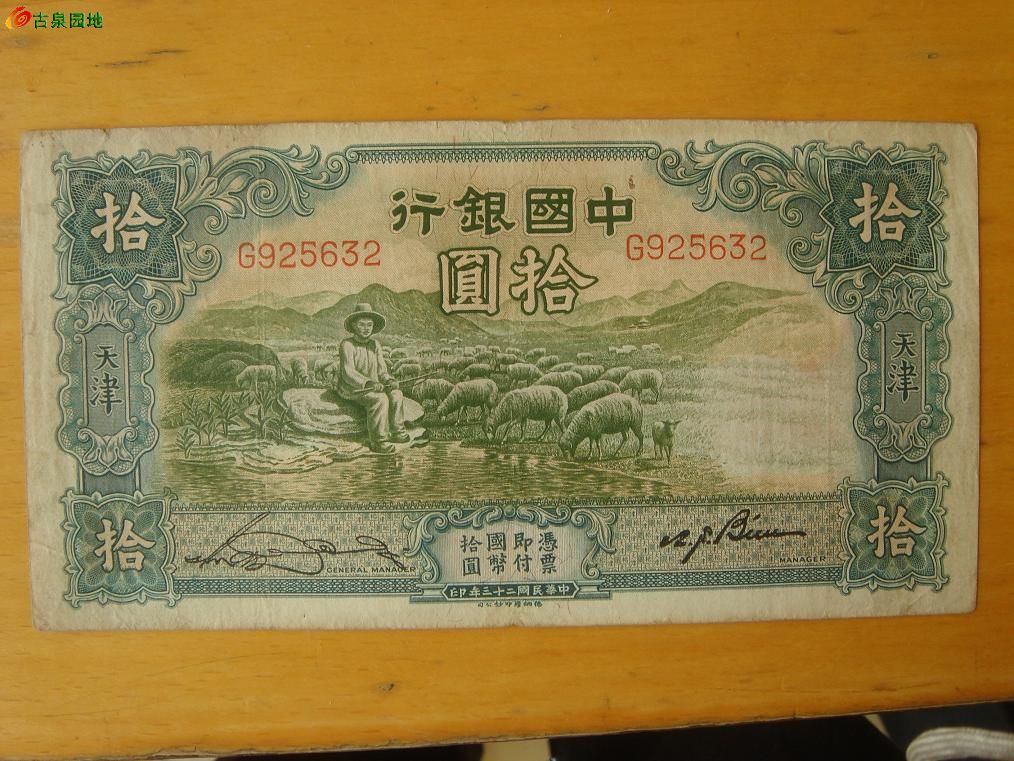 古泉园地
拾
拾
中國銀行
G925632
G925632
拾圓
天津
天津
憑票
即付
國幣
拾圓
拾
拾
GENERAL MANAGER
MANAGER
中華民國二十三年印